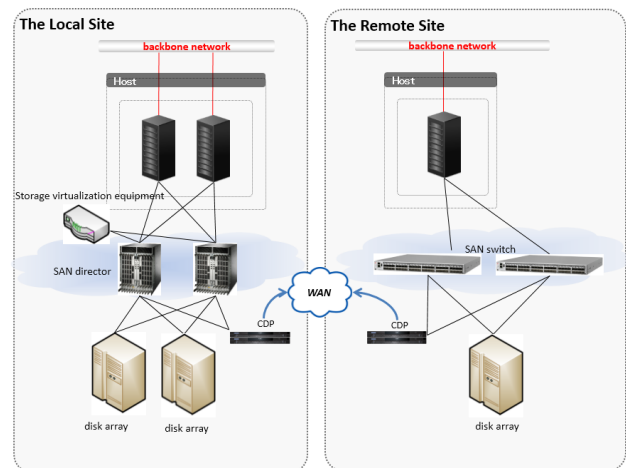 The Local Site
The Remote Site
backbone network
backbone network
Host
Host
Storage virtualization equipment
SAN director
SAN switch
WAN
CDP
CDP
disk array
disk array
disk array